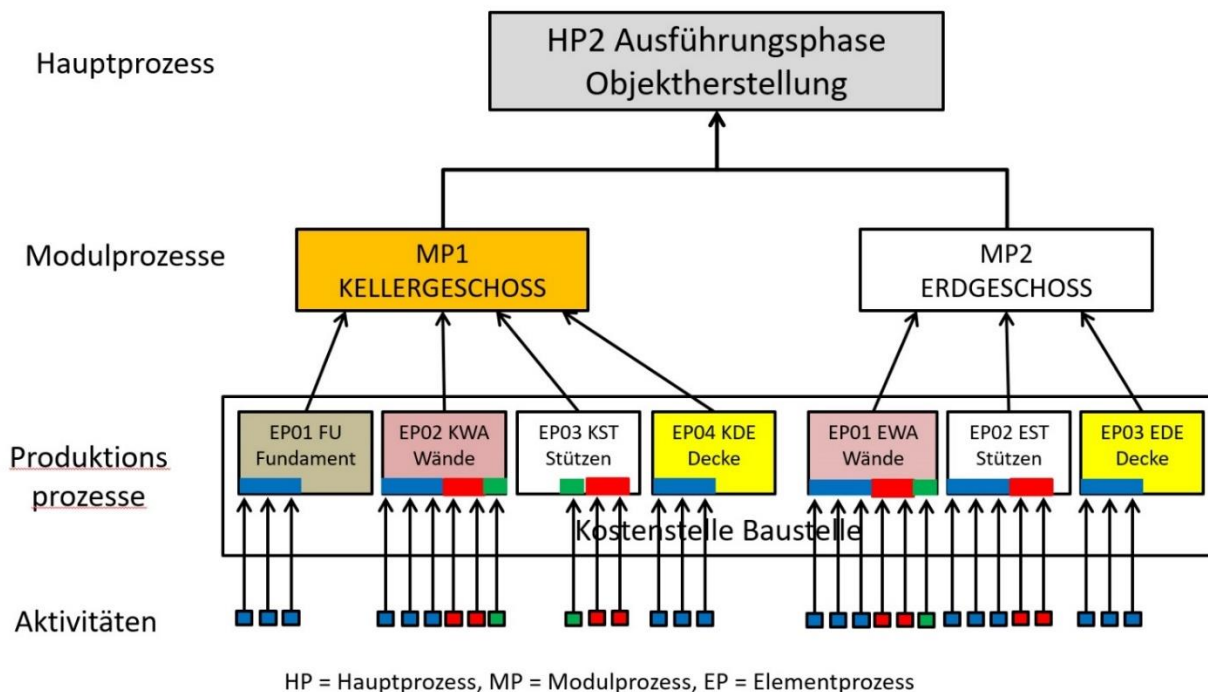 Hauptprozess
HP2 Ausführungsphase
Objektherstellung
Modulprozesse
MP1
KELLERGESCHOSS
MP2
ERDGESCHOSS
Produktions
prozesse
EP01 FU
Fundament
EP02 KWA
Wände
EP03 KST
Stützen
EP04 KDE
Decke
EP01 EWA
Wände
EP02 EST
Stützen
EP03 EDE
Decke
Kostenstelle Baustelle
Aktivitäten
HP = Hauptprozess, MP = Modulprozess, EP = Elementprozess